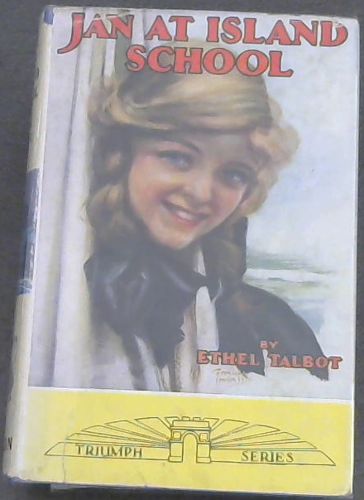 JAN AT ISLAND
SCHOOL
BY
ETHEL TALBOT
TRIUMPH SERIES
N